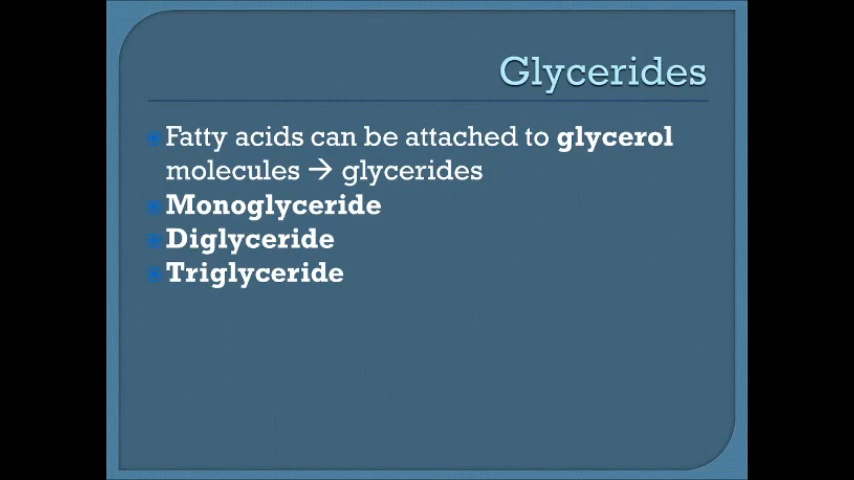 Glycerides
Fatty acids can be attached to glycerol
molecules → glycerides
Monoglyceride
Diglyceride
Triglyceride